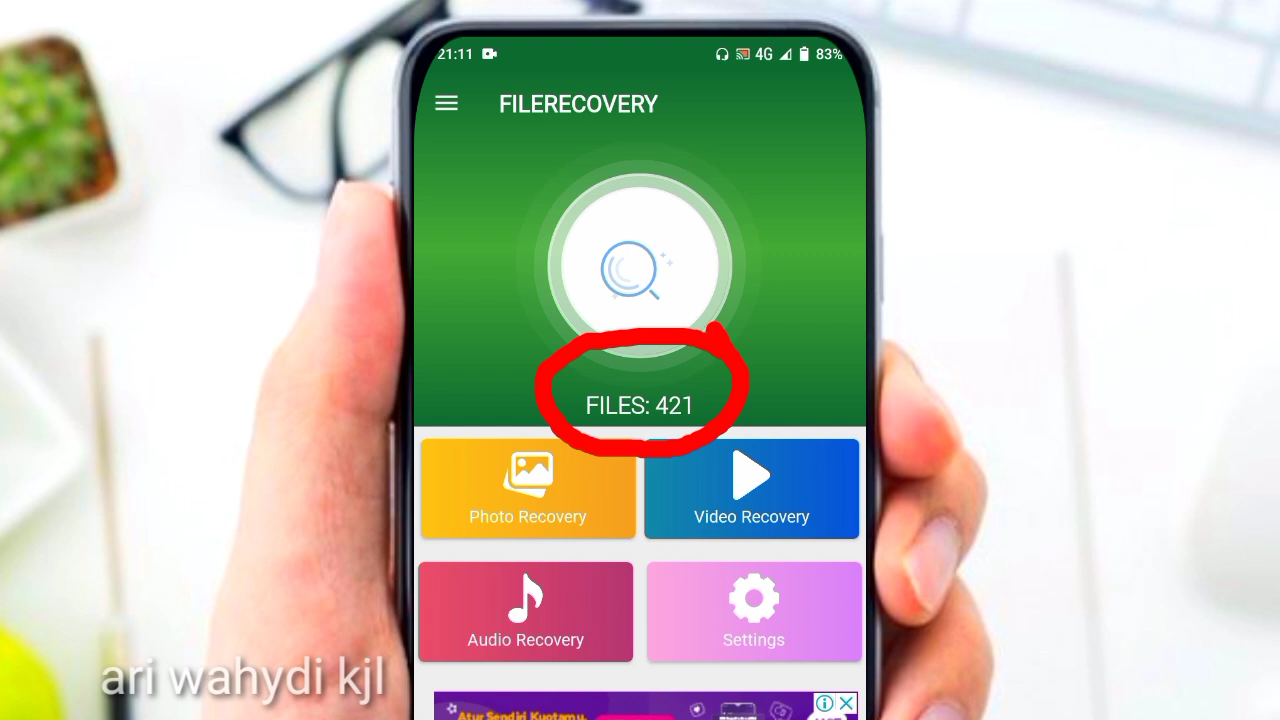 21:11 4G 83%
FILERECOVERY
FILES: 421
Photo Recovery Video Recovery
Audio Recovery Settings
ari wahydi kjl
Atur Sendiri Kuotamu,